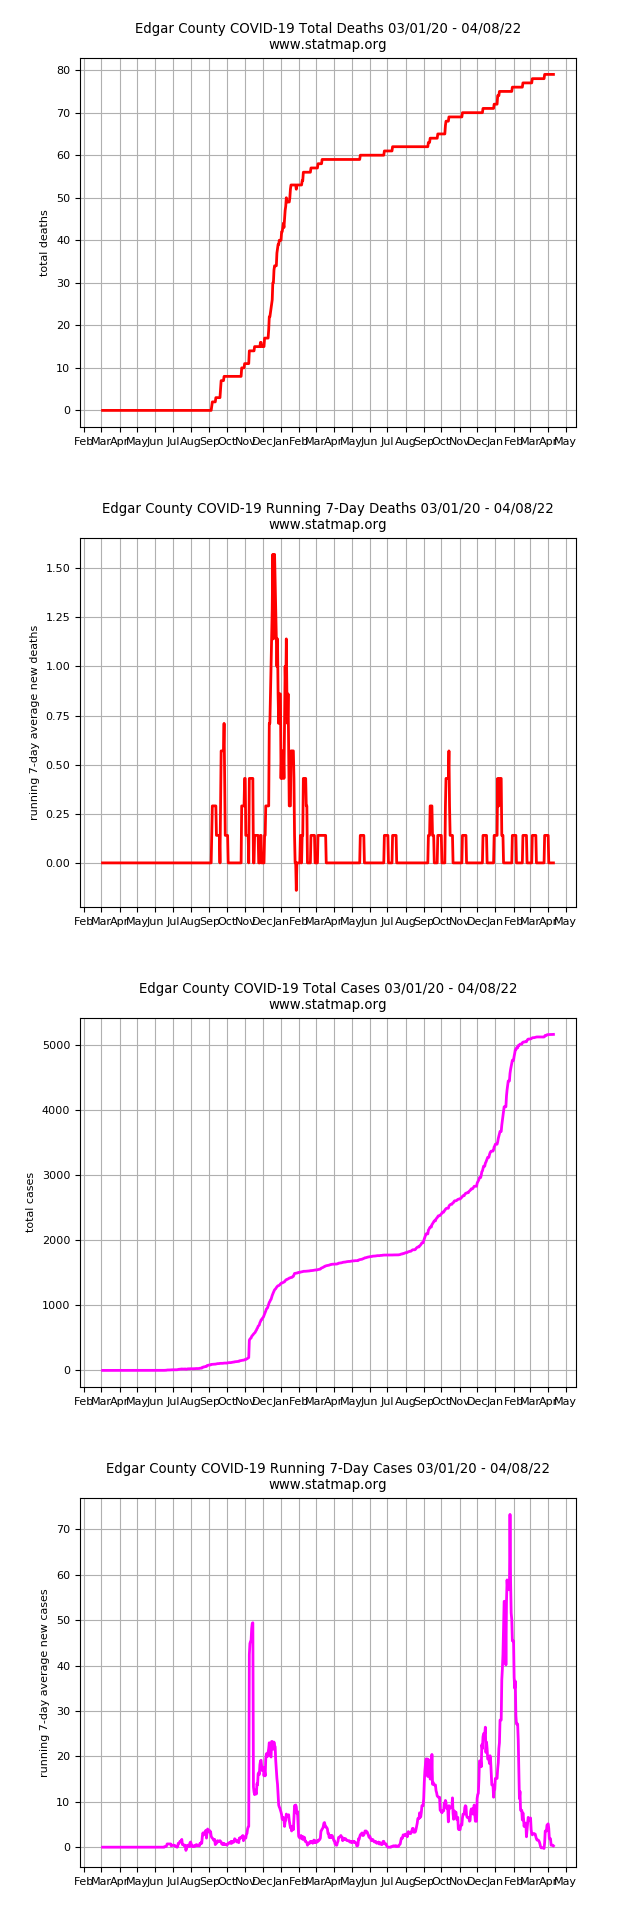 Edgar County COVID-19 Total Deaths 03/01/20 - 04/08/22
www.statmap.org
80
70
60
50
40
30
20
10
0
total deaths
Feb Mar Apr May Jun Jul Aug Sep Oct Nov Dec Jan Feb Mar Apr May Jun Jul Aug Sep Oct Nov Dec Jan Feb Mar Apr May
Edgar County COVID-19 Running 7-Day Deaths 03/01/20 - 04/08/22
www.statmap.org
1.50
1.25
1.00
0.75
0.50
0.25
0.00
running 7-day average new deaths
Feb Mar Apr May Jun Jul Aug Sep Oct Nov Dec Jan Feb Mar Apr May Jun Jul Aug Sep Oct Nov Dec Jan Feb Mar Apr May
Edgar County COVID-19 Total Cases 03/01/20 - 04/08/22
www.statmap.org
5000
4000
3000
2000
1000
0
total cases
Feb Mar Apr May Jun Jul Aug Sep Oct Nov Dec Jan Feb Mar Apr May Jun Jul Aug Sep Oct Nov Dec Jan Feb Mar Apr May
Edgar County COVID-19 Running 7-Day Cases 03/01/20 - 04/08/22
www.statmap.org
70
60
50
40
30
20
10
0
running 7-day average new cases
Feb Mar Apr May Jun Jul Aug Sep Oct Nov Dec Jan Feb Mar Apr May Jun Jul Aug Sep Oct Nov Dec Jan Feb Mar Apr May